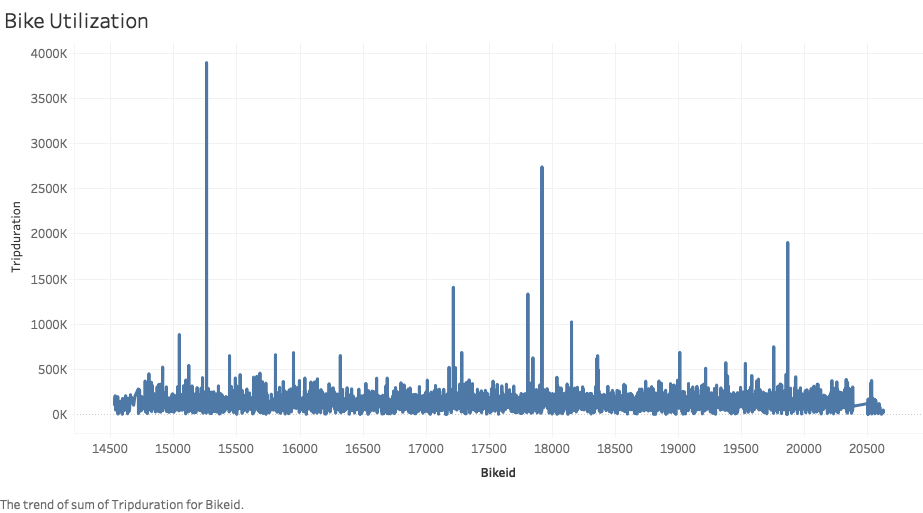 Bike Utilization
4000K
3500K
3000K
2500K
2000K
1500K
1000K
500K
0K
Tripduration
14500 15000 15500 16000 16500 17000 17500 18000 18500 19000 19500 20000 20500
Bikeid
The trend of sum of Tripduration for Bikeid.